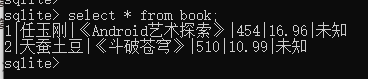 sqlite> select * from book;
1|任玉刚|《Android艺术探索》|454|16.96|未知
2|天蚕土豆|《斗破苍穹》|510|10.99|未知
sqlite>